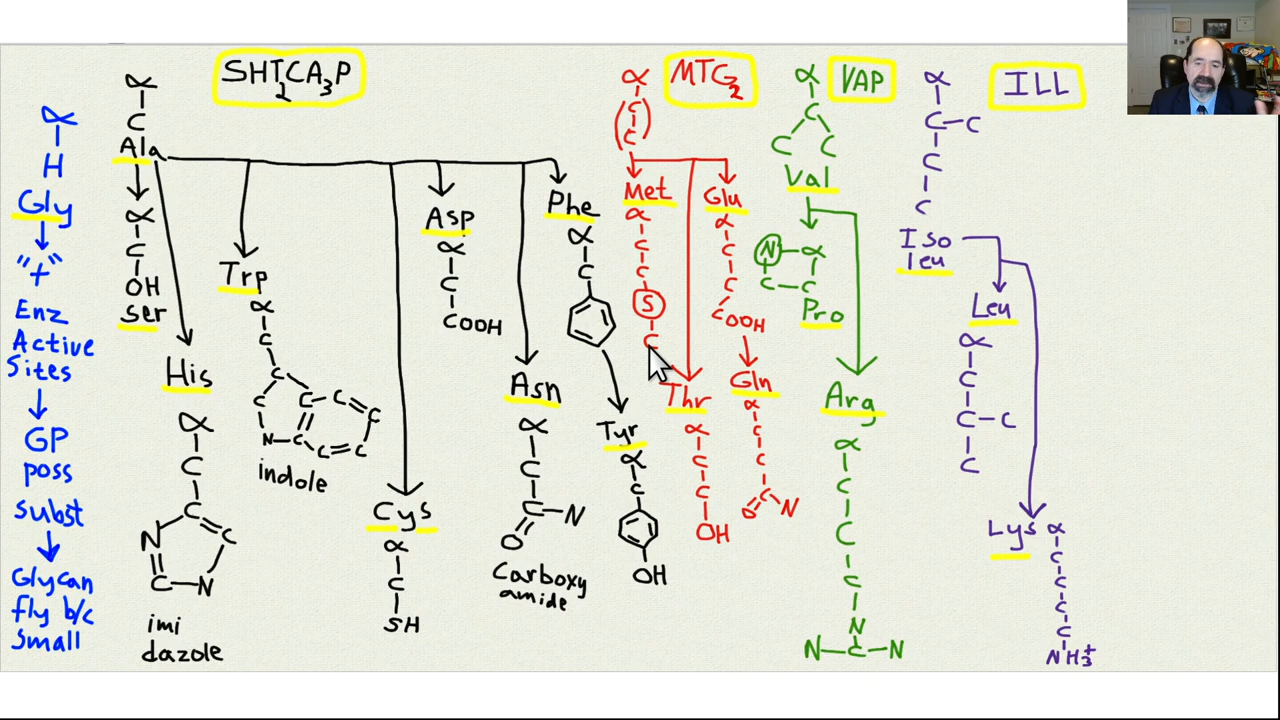 α
H
Gly
"+"
Enz
Active
Sites
GP
poss
subst
Glycan
fly b/c
small
SHT2CA3P
α
C
Ala
α
C
OH
Ser
His
α
C
C
N
C
C
N
imi
dazole
Trp
α
C
C
C
C
C
C
C
N
C
C
C
indole
Cys
α
C
SH
Asp
α
C
COOH
Asn
α
C
C
N
O
Carboxy
amide
Phe
α
C
Tyr
α
C
OH
MTG2
α
C
C
Met
α
C
C
S
C
Thr
α
C
C
OH
Glu
α
C
C
COOH
Gln
α
C
C
C
O
N
VAP
α
C
C
C
Val
N
α
C
C
Pro
Arg
α
C
C
C
N
N
C
N
ILL
α
C
C
C
C
Iso
leu
Leu
α
C
C
C
C
Lys
α
C
C
C
C
NH3+